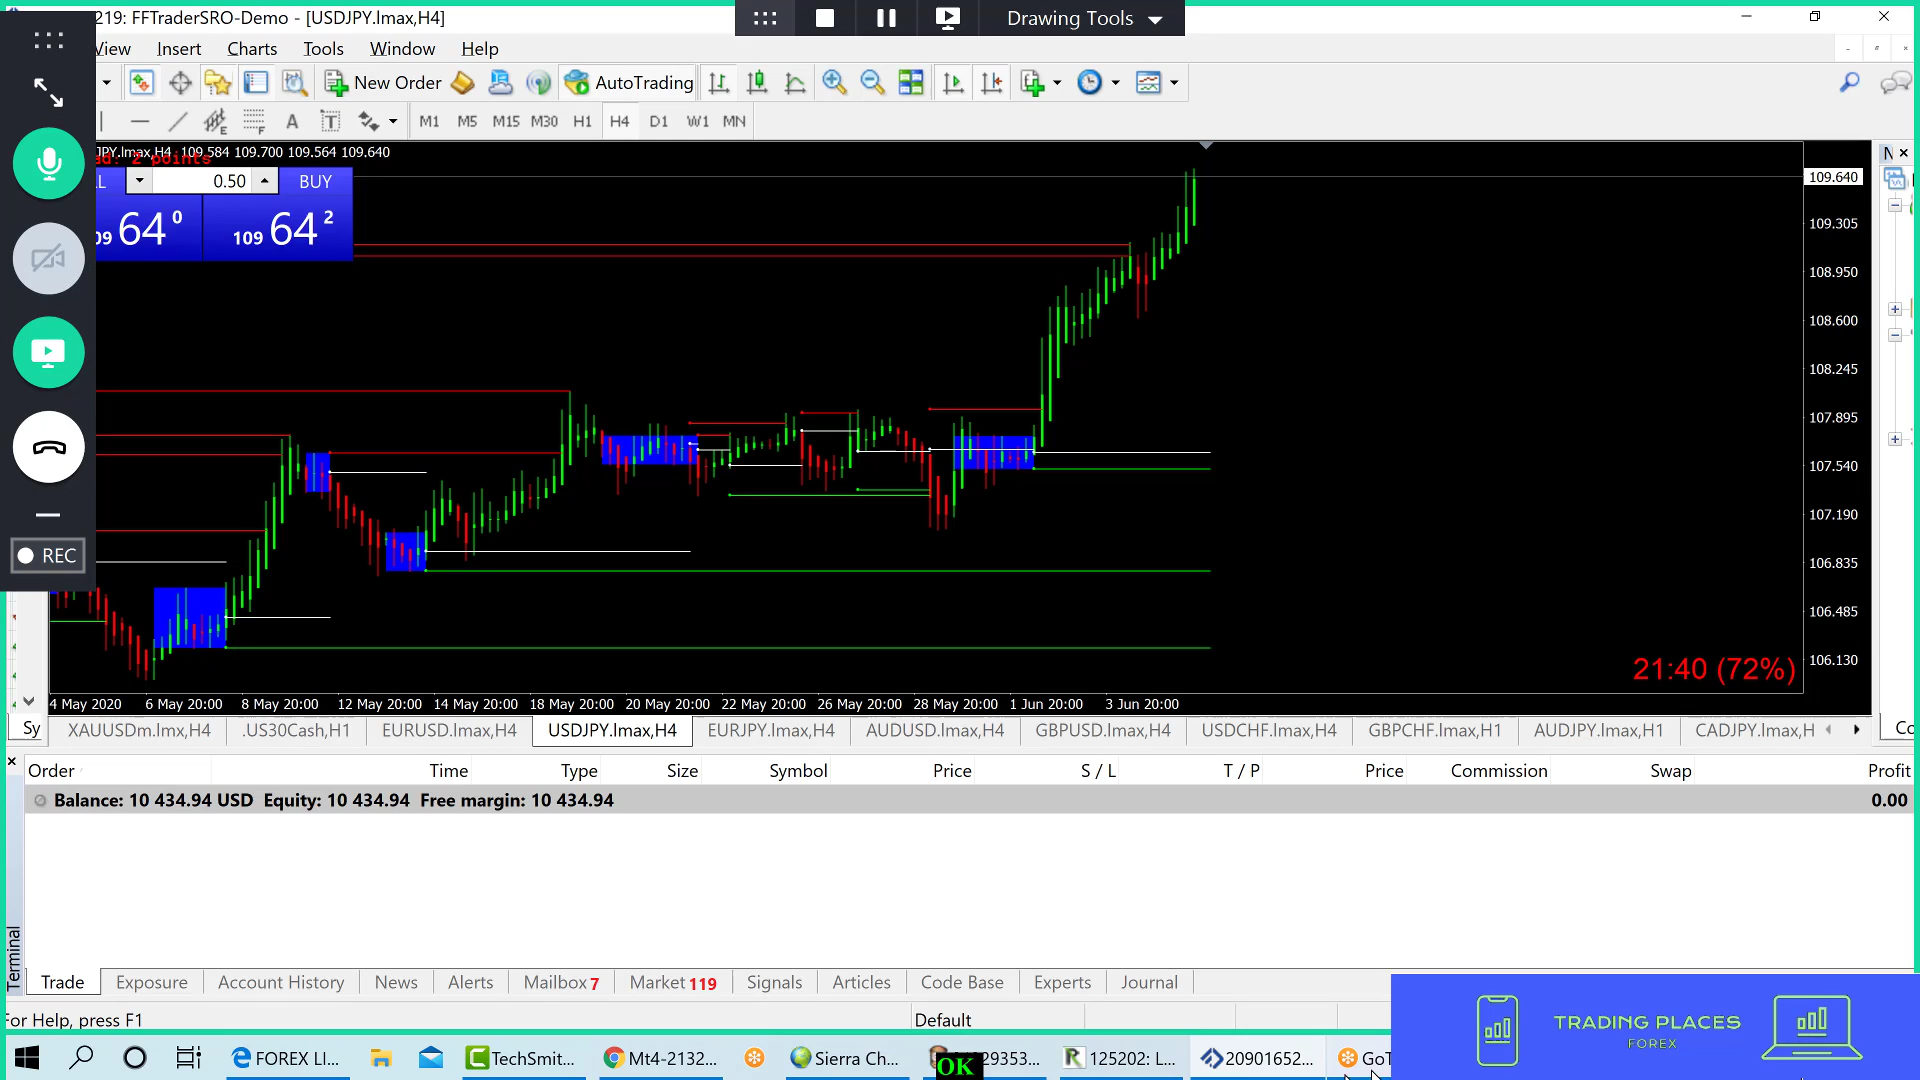 219: FFTraderSRO-Demo - [USDJPY.lmax,H4]
Drawing Tools
View Insert Charts Tools Window Help
New Order
AutoTrading
M1 M5 M15 M30 H1 H4 D1 W1 MN
JPY.lmax,H4 109.584 109.700 109.564 109.640
ad: 2 points
LL 0.50 BUY
09 64 0
109 64 2
109.640
109.305
108.950
108.600
108.245
107.895
107.540
107.190
106.835
106.485
106.130
REC
21:40 (72%)
4 May 2020 6 May 20:00 8 May 20:00 12 May 20:00 14 May 20:00 18 May 20:00 20 May 20:00 22 May 20:00 26 May 20:00 28 May 20:00 1 Jun 20:00 3 Jun 20:00
Sy XAUUSDm.lmx,H4 .US30Cash,H1 EURUSD.lmax,H4 USDJPY.lmax,H4 EURJPY.lmax,H4 AUDUSD.lmax,H4 GBPUSD.lmax,H4 USDCHF.lmax,H4 GBPCHF.lmax,H1 AUDJPY.lmax,H1 CADJPY.lmax,H Co
Order Time Type Size Symbol Price S / L T / P Price Commission Swap Profit
Balance: 10 434.94 USD Equity: 10 434.94 Free margin: 10 434.94 0.00
Terminal
Trade Exposure Account History News Alerts Mailbox 7 Market 119 Signals Articles Code Base Experts Journal
For Help, press F1 Default
TRADING PLACES
FOREX
FOREX LI... TechSmit... Mt4-2132... Sierra Ch... 29353... 125202: L... 20901652... GoT
OK